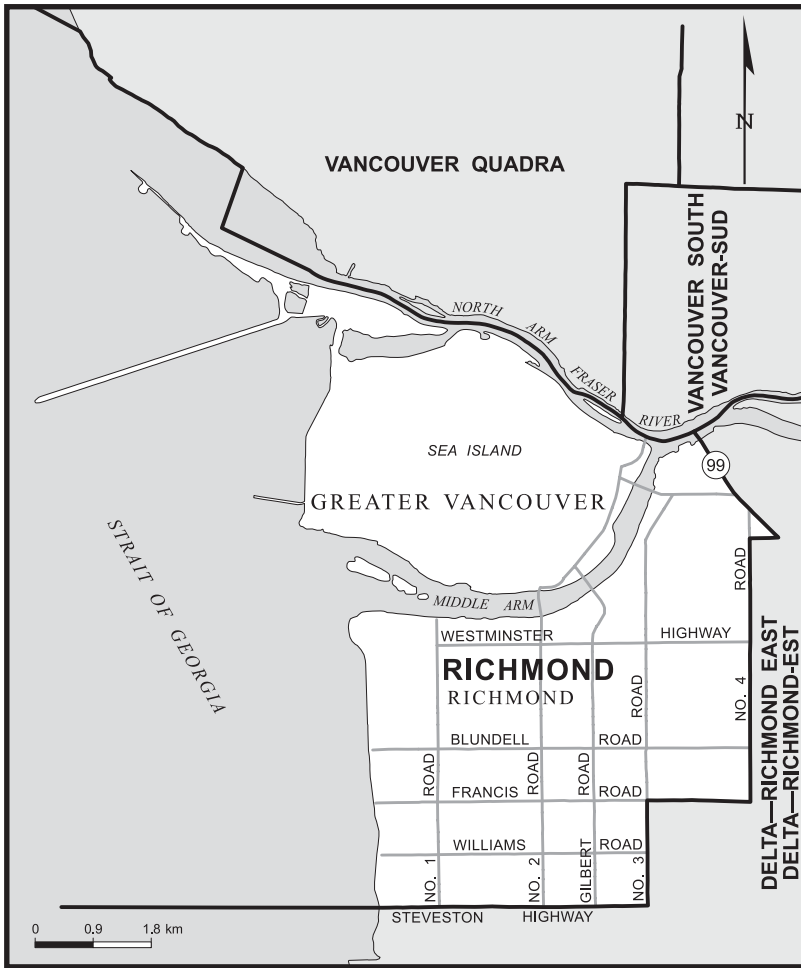 N
VANCOUVER QUADRA
VANCOUVER SOUTH
VANCOUVER-SUD
NORTH ARM FRASER RIVER
99
SEA ISLAND
GREATER VANCOUVER
STRAIT OF GEORGIA
MIDDLE ARM
WESTMINSTER HIGHWAY
RICHMOND
RICHMOND
NO. 4 ROAD
DELTA—RICHMOND EAST
DELTA—RICHMOND-EST
BLUNDELL ROAD
FRANCIS ROAD
WILLIAMS ROAD
NO. 1 ROAD
NO. 2 ROAD
GILBERT ROAD
NO. 3 ROAD
STEVESTON HIGHWAY
0 0.9 1.8 km